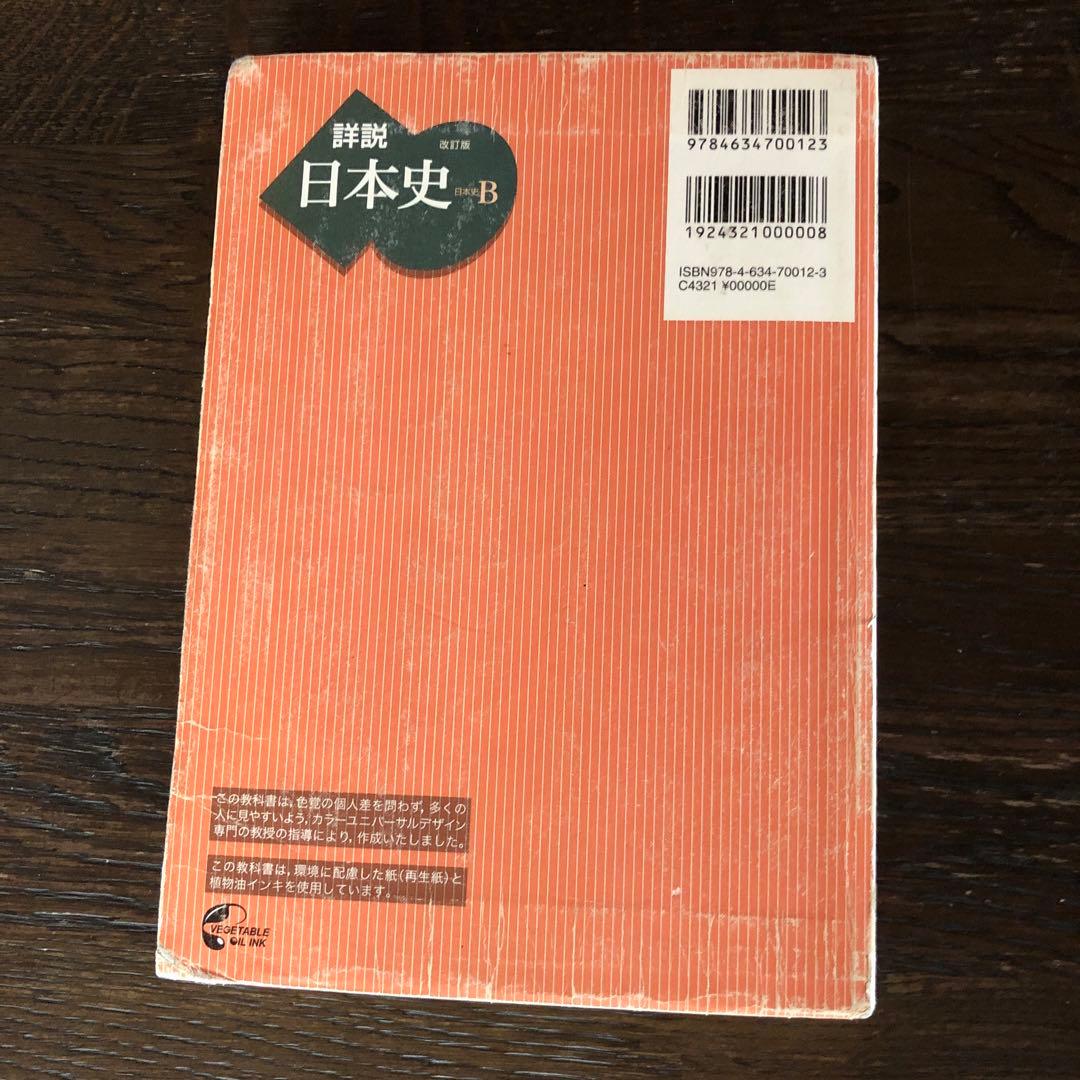 詳説
改訂版
日本史
日本史B
9784634700123
1924321000008
ISBN978-4-634-70012-3
C4321 ¥00000E
この教科書は,色覚の個人差を問わず,多くの
人に見やすいよう,カラーユニバーサルデザイン
専門の教授の指導により,作成いたしました。
この教科書は,環境に配慮した紙(再生紙)と
植物油インキを使用しています。
VEGETABLE
OIL INK